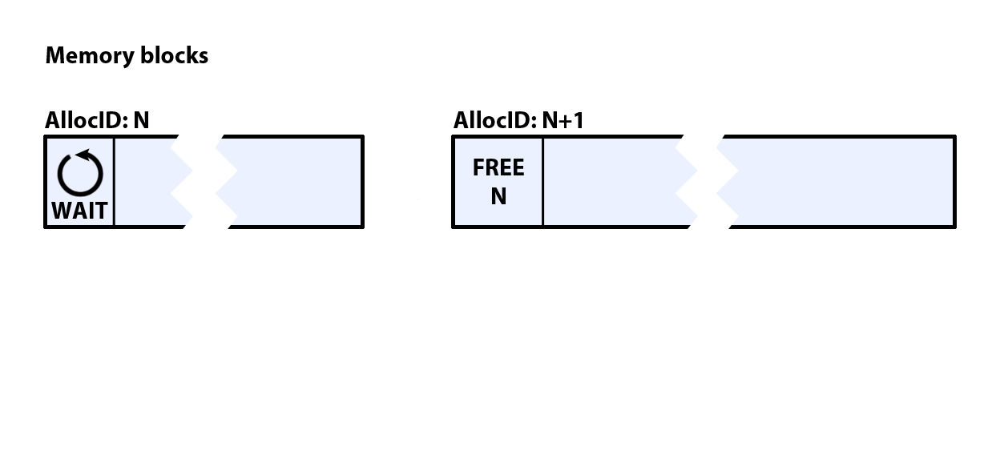 Memory blocks
AllocID: N
WAIT
AllocID: N+1
FREE
N